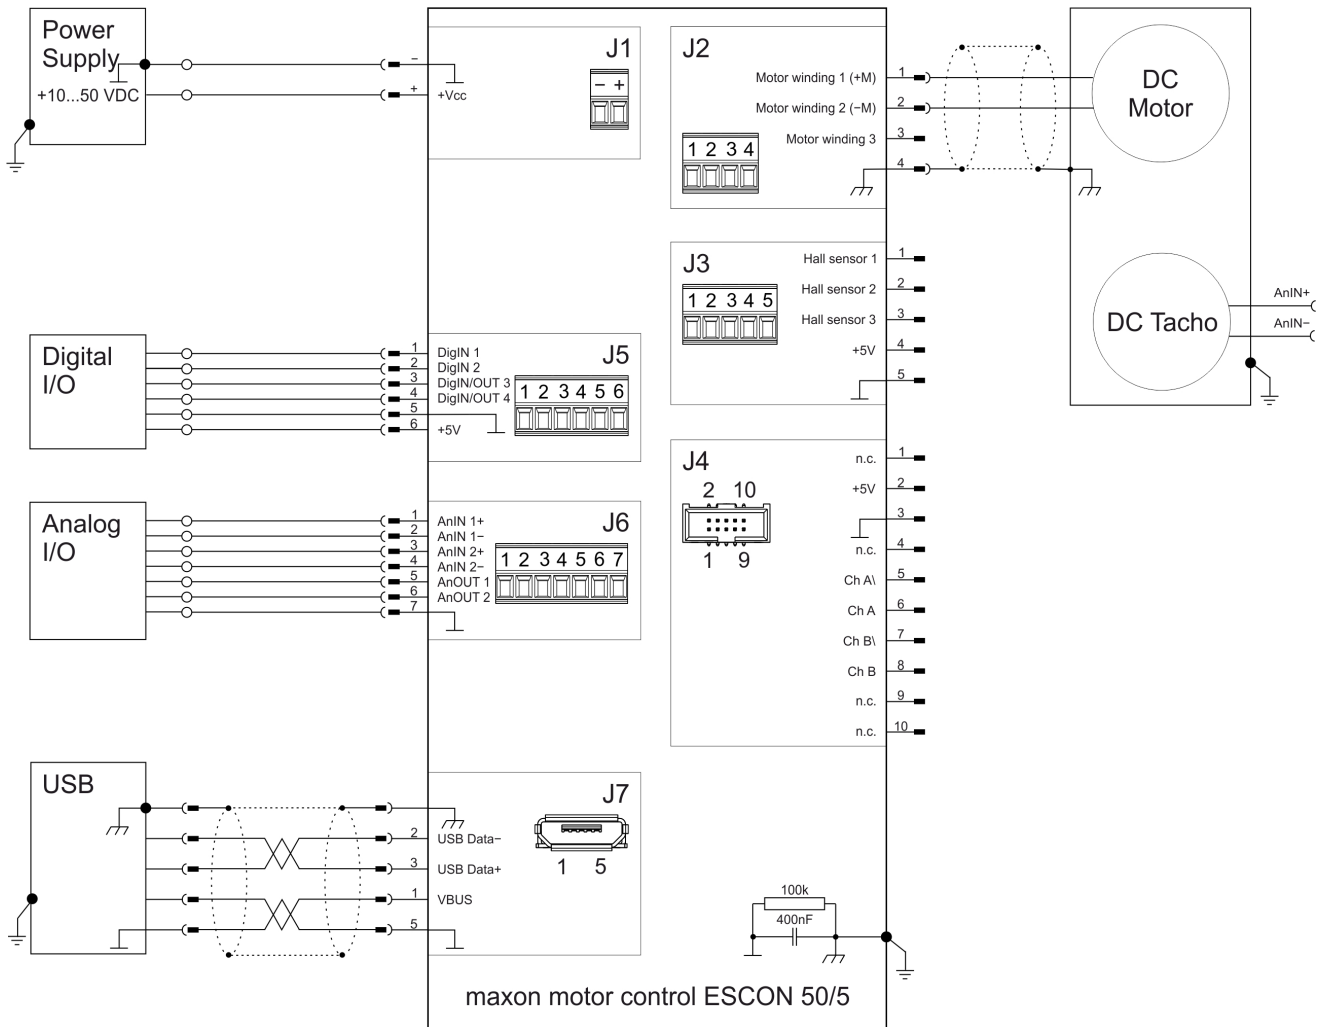 Power
Supply
+10...50 VDC
−
+
+Vcc
J1
− +
J2
Motor winding 1 (+M)
1
Motor winding 2 (−M)
2
Motor winding 3
3
4
1 2 3 4
DC
Motor
J3
Hall sensor 1
1
Hall sensor 2
2
Hall sensor 3
3
+5V
4
5
1 2 3 4 5
DC Tacho
AnIN+
AnIN−
Digital
I/O
1
DigIN 1
2
DigIN 2
3
DigIN/OUT 3
4
DigIN/OUT 4
5
6
+5V
J5
1 2 3 4 5 6
J4
2 10
1 9
n.c.
1
+5V
2
3
n.c.
4
Ch A\
5
Ch A
6
Ch B\
7
Ch B
8
n.c.
9
n.c.
10
Analog
I/O
1
AnIN 1+
2
AnIN 1−
3
AnIN 2+
4
AnIN 2−
5
AnOUT 1
6
AnOUT 2
7
J6
1 2 3 4 5 6 7
USB
2
USB Data−
3
USB Data+
1
VBUS
5
J7
1 5
100k
400nF
maxon motor control ESCON 50/5